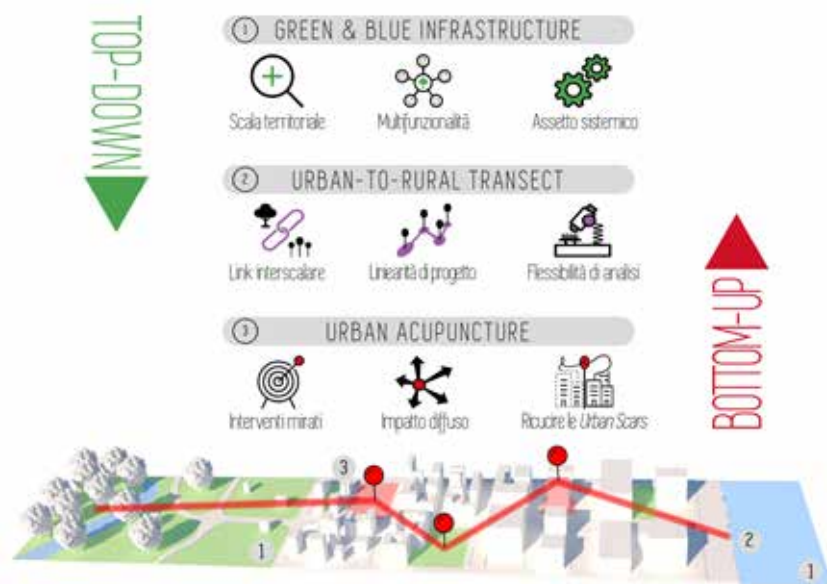 TOP-DOWN
1 GREEN & BLUE INFRASTRUCTURE
Scala territoriale
Multifunzionalità
Assetto sistemico
2 URBAN-TO-RURAL TRANSECT
Link interscalare
Linearità di progetto
Flessibilità di analisi
BOTTOM-UP
3 URBAN ACUPUNCTURE
Interventi mirati
Impatto diffuso
Ricucire le Urban Scars
3
1
2
1